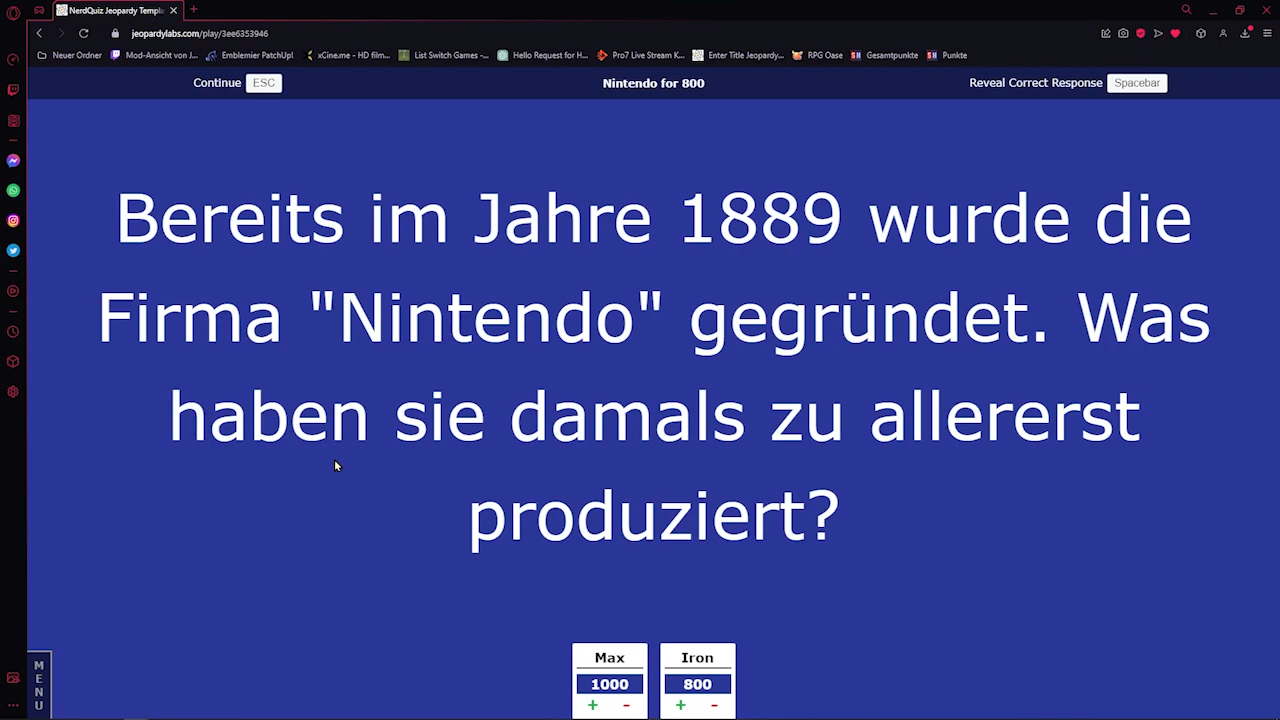 NerdQuiz Jeopardy Templa
jeopardylabs.com/play/3ee6353946
Neuer Ordner
Mod-Ansicht von J...
Emblemier PatchUp!
xCine.me - HD film...
List Switch Games -...
Hello Request for H...
Pro7 Live Stream K...
Enter Title Jeopardy...
RPG Oase
Gesamtpunkte
Punkte
Continue ESC
Nintendo for 800
Reveal Correct Response Spacebar
Bereits im Jahre 1889 wurde die
Firma "Nintendo" gegründet. Was
haben sie damals zu allererst
produziert?
MENU
Max
1000
+ -
Iron
800
+ -